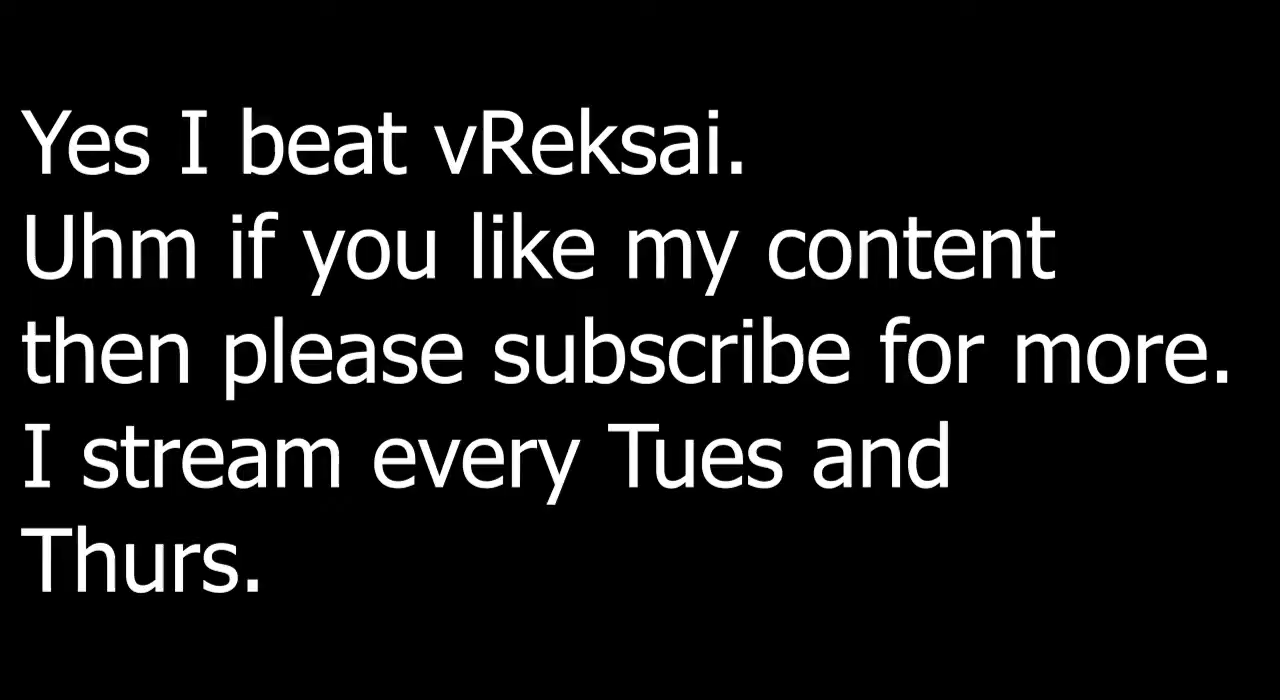 Yes I beat vReksai.
Uhm if you like my content
then please subscribe for more.
I stream every Tues and
Thurs.